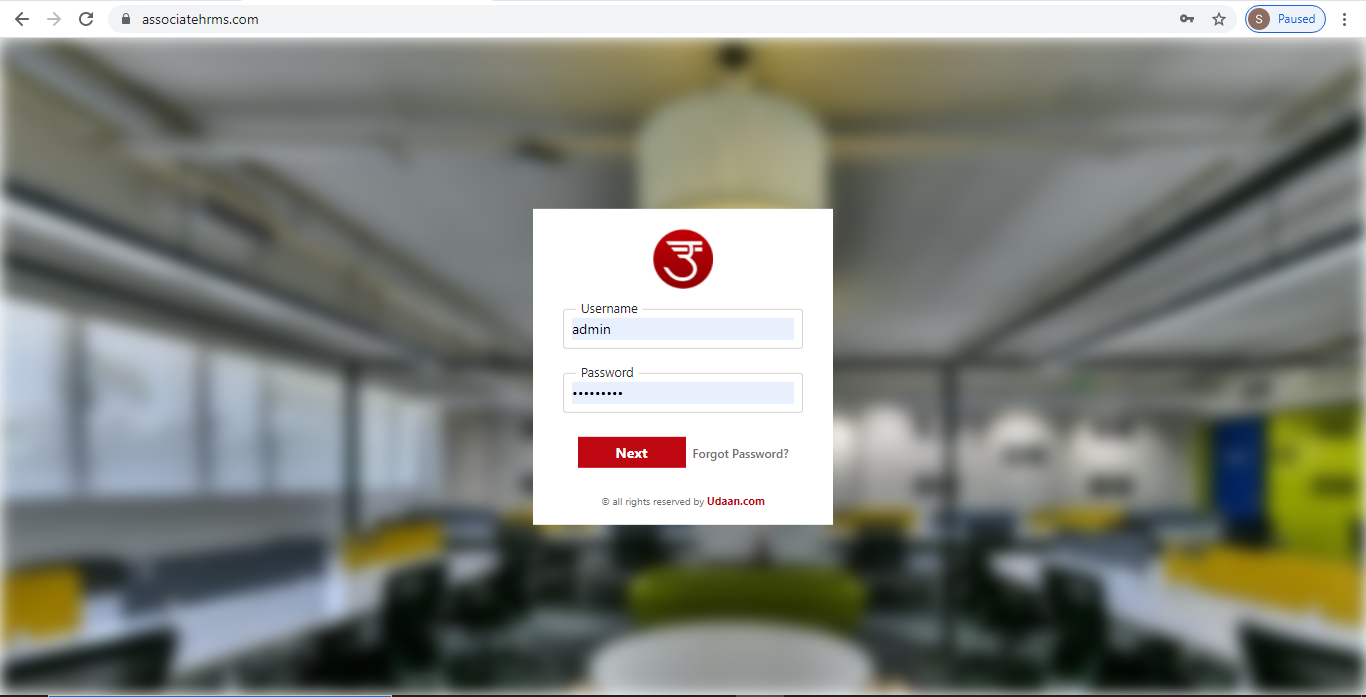 associatehrms.com
S Paused
उ
Username
admin
Password
•••••••••
Next Forgot Password?
© all rights reserved by Udaan.com